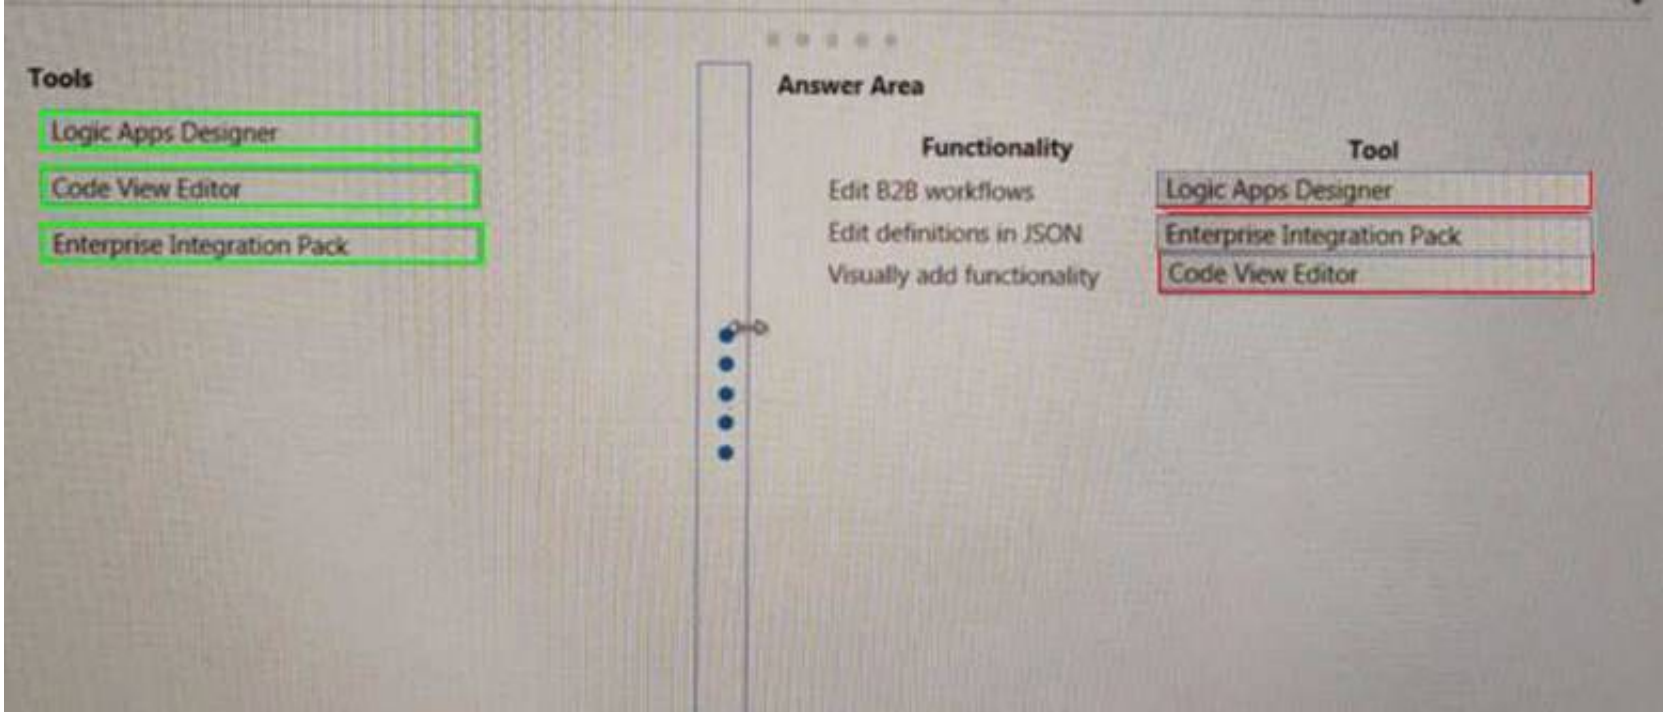 Tools
Logic Apps Designer
Code View Editor
Enterprise Integration Pack
Answer Area
Functionality Tool
Edit B2B workflows Logic Apps Designer
Edit definitions in JSON Enterprise Integration Pack
Visually add functionality Code View Editor